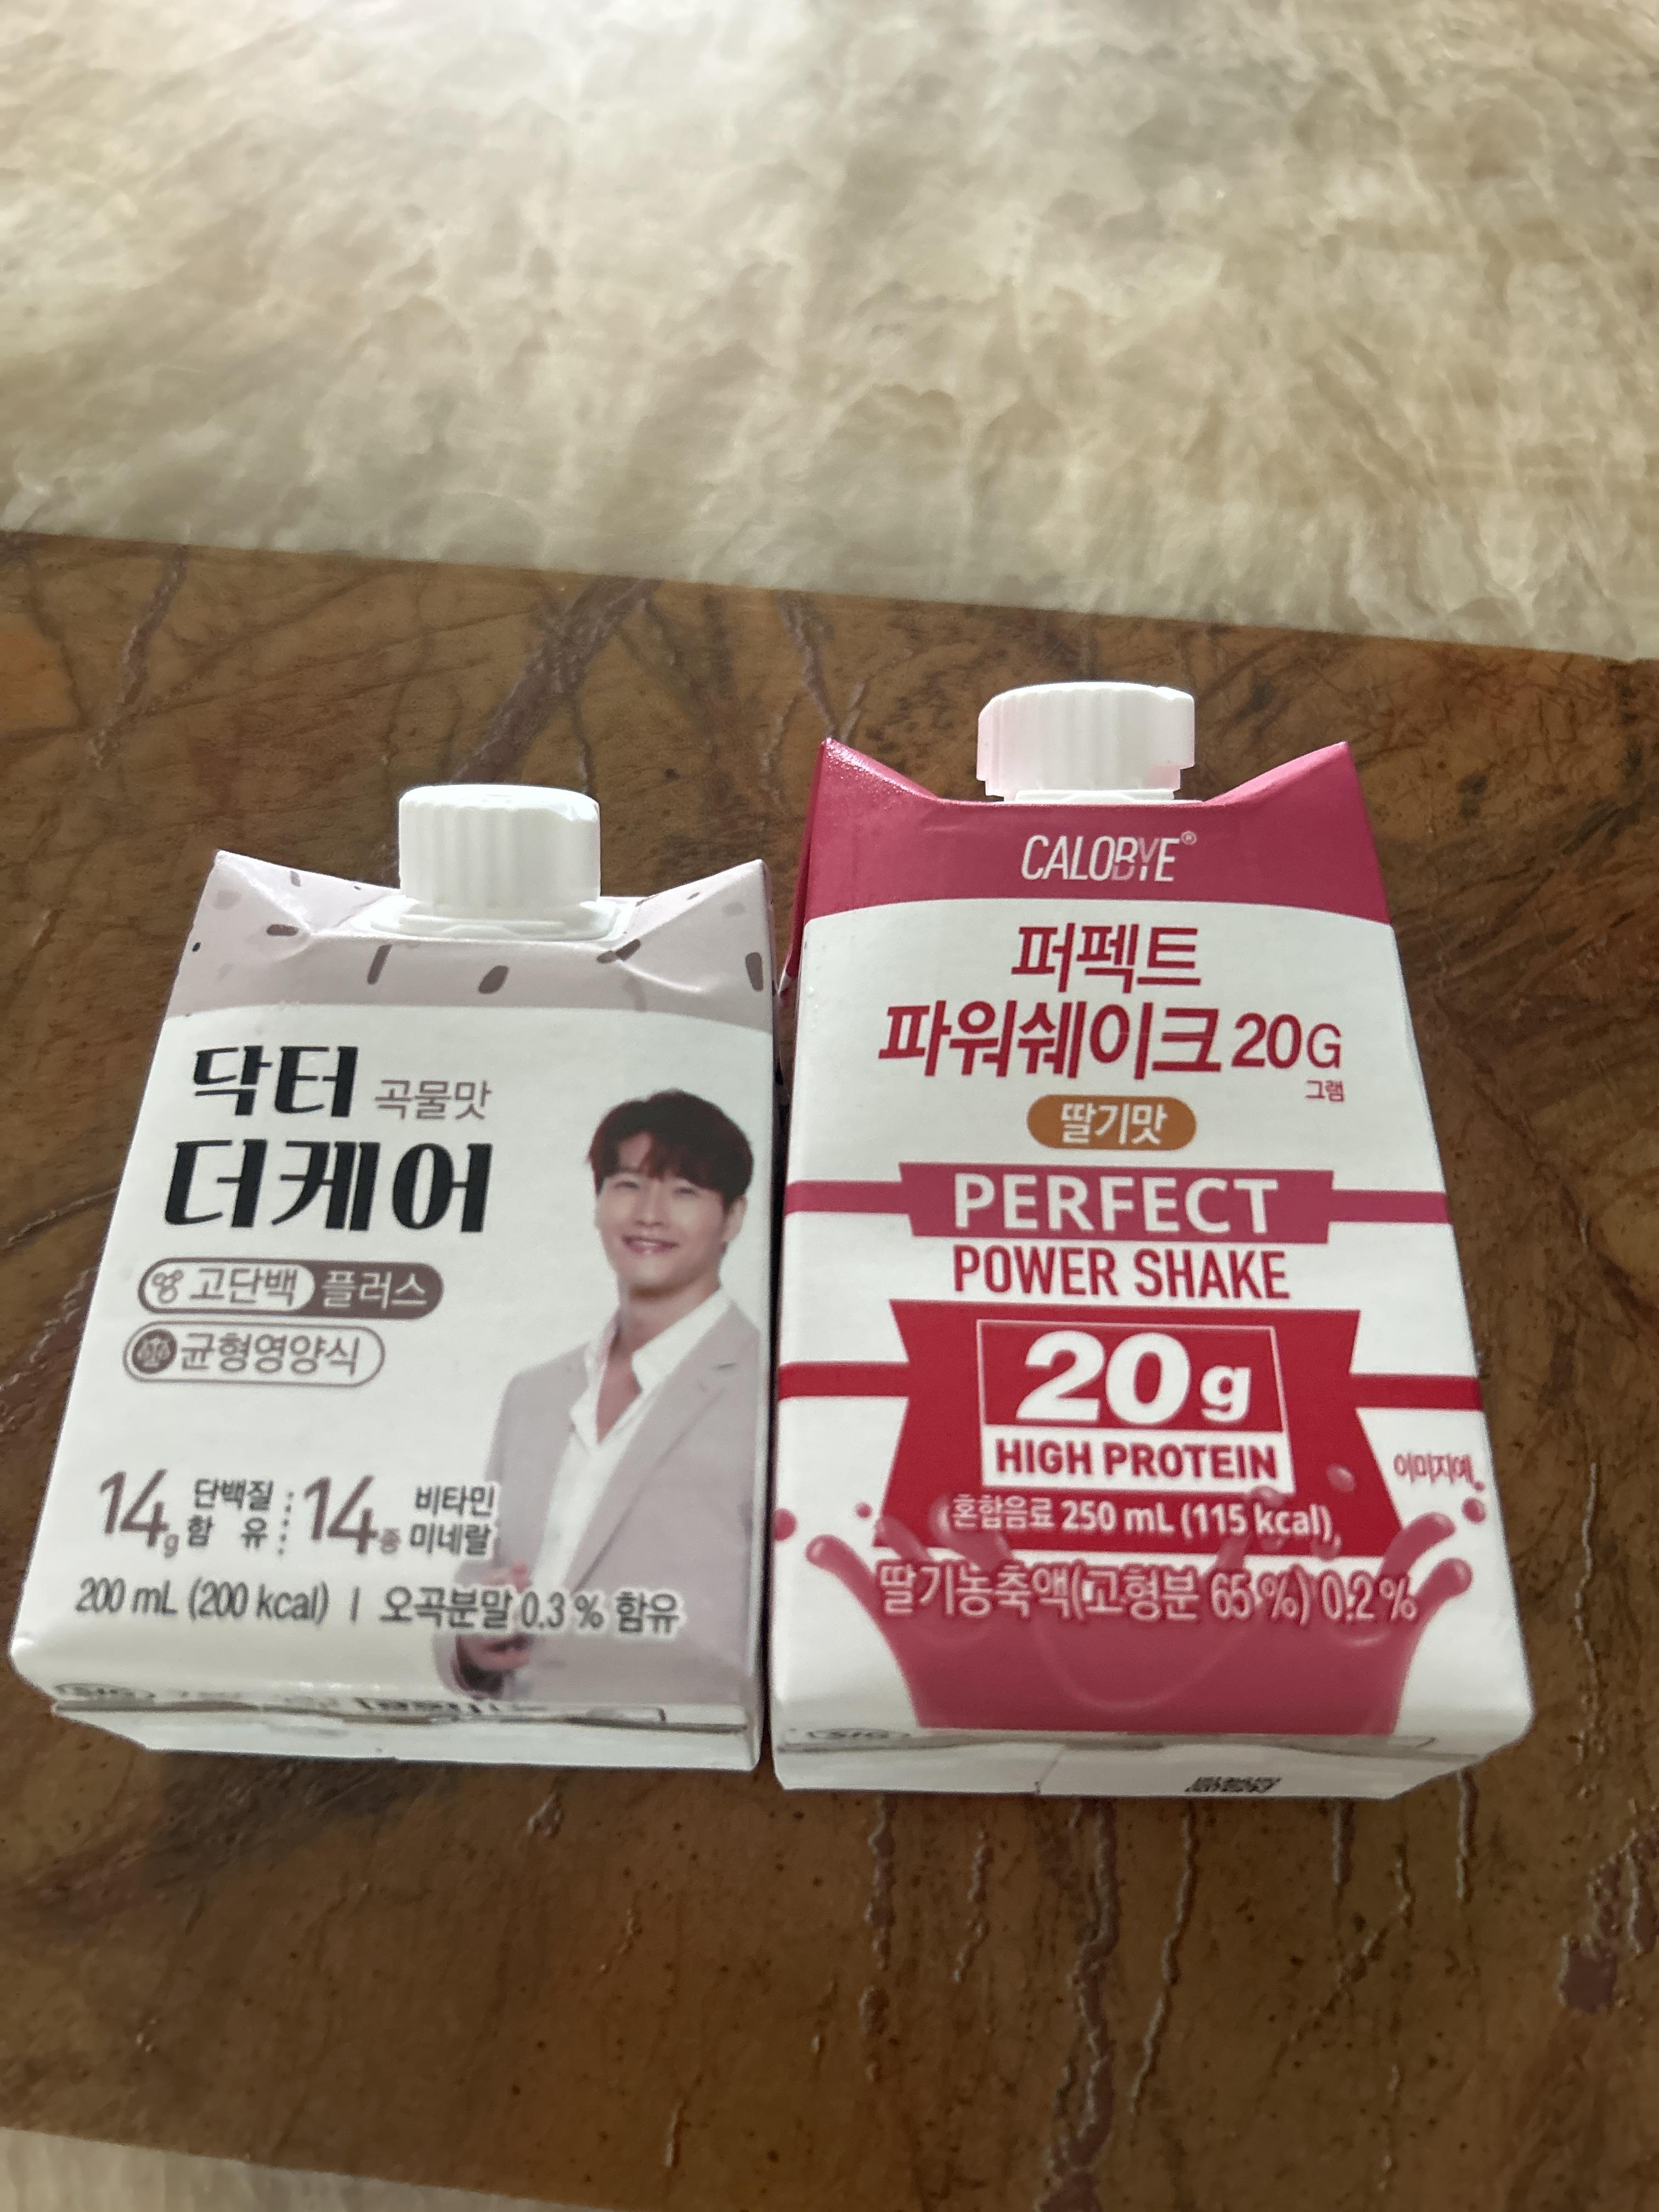 닥터 곡물맛
더케어
고단백 플러스
균형영양식
14g 단백질 함 유
14종 비타민 미네랄
200 mL (200 kcal) | 오곡분말 0.3 % 함유
SIG
CALOBYE®
퍼펙트
파워쉐이크 20G
그램
딸기맛
PERFECT
POWER SHAKE
20g
HIGH PROTEIN
이미지예
혼합음료 250 mL (115 kcal),
딸기농축액(고형분 65 %) 0.2 %
SIG